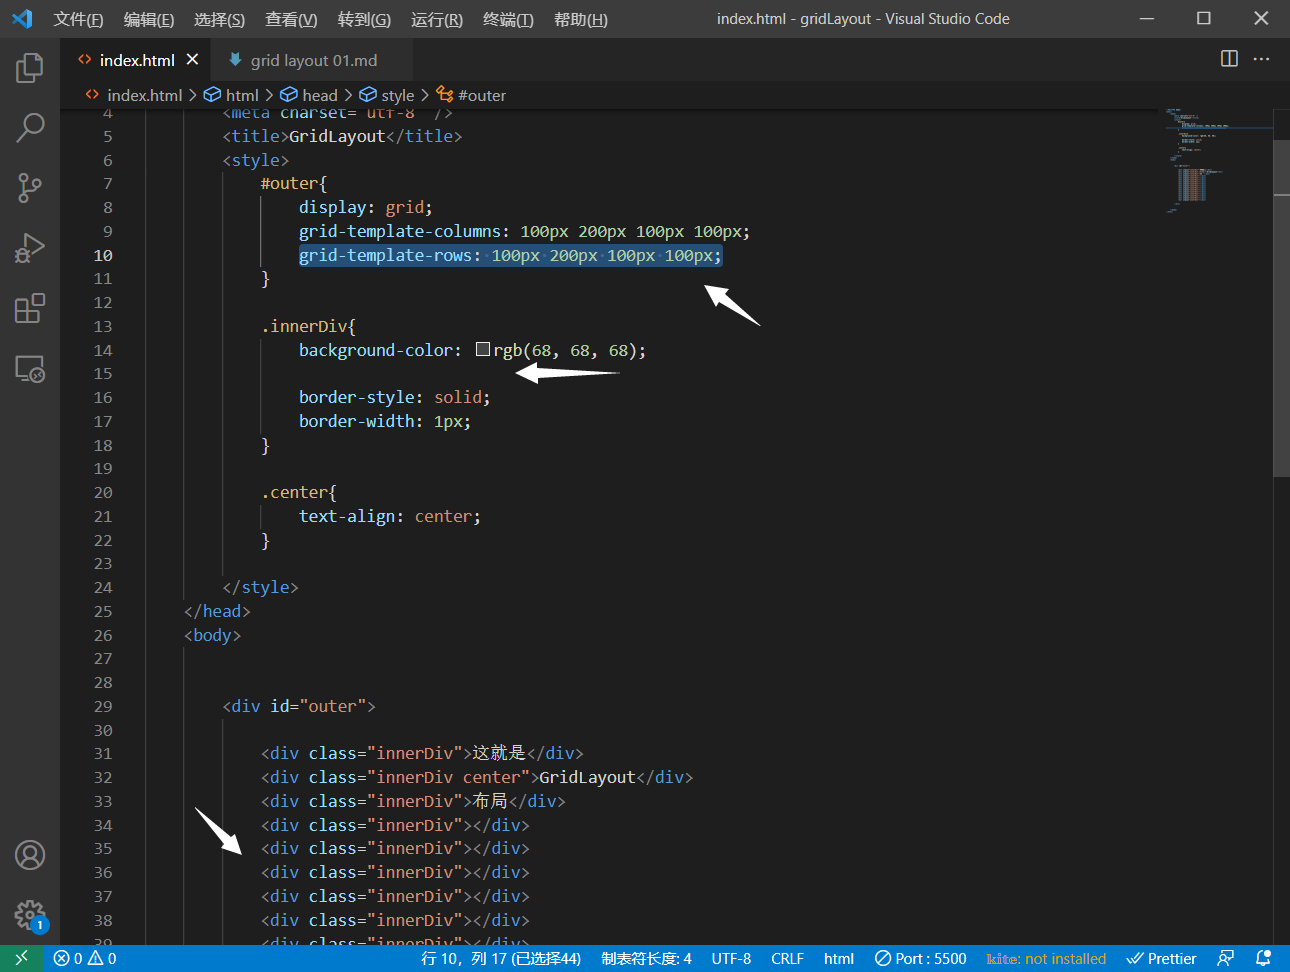 文件(F) 编辑(E) 选择(S) 查看(V) 转到(G) 运行(R) 终端(T) 帮助(H) index.html - gridLayout - Visual Studio Code
index.html grid layout 01.md
index.html > html > head > style > #outer
4 <meta charset="utf-8" />
5 <title>GridLayout</title>
6 <style>
7 #outer{
8 display: grid;
9 grid-template-columns: 100px 200px 100px 100px;
10 grid-template-rows: 100px 200px 100px 100px;
11 }
12
13 .innerDiv{
14 background-color: rgb(68, 68, 68);
15
16 border-style: solid;
17 border-width: 1px;
18 }
19
20 .center{
21 text-align: center;
22 }
23
24 </style>
25 </head>
26 <body>
27
28
29 <div id="outer">
30
31 <div class="innerDiv">这就是</div>
32 <div class="innerDiv center">GridLayout</div>
33 <div class="innerDiv">布局</div>
34 <div class="innerDiv"></div>
35 <div class="innerDiv"></div>
36 <div class="innerDiv"></div>
37 <div class="innerDiv"></div>
38 <div class="innerDiv"></div>
39 <div class="innerDiv"></div>
1
0 0 行 10，列 17 (已选择44) 制表符长度: 4 UTF-8 CRLF html Port : 5500 kite: not installed Prettier